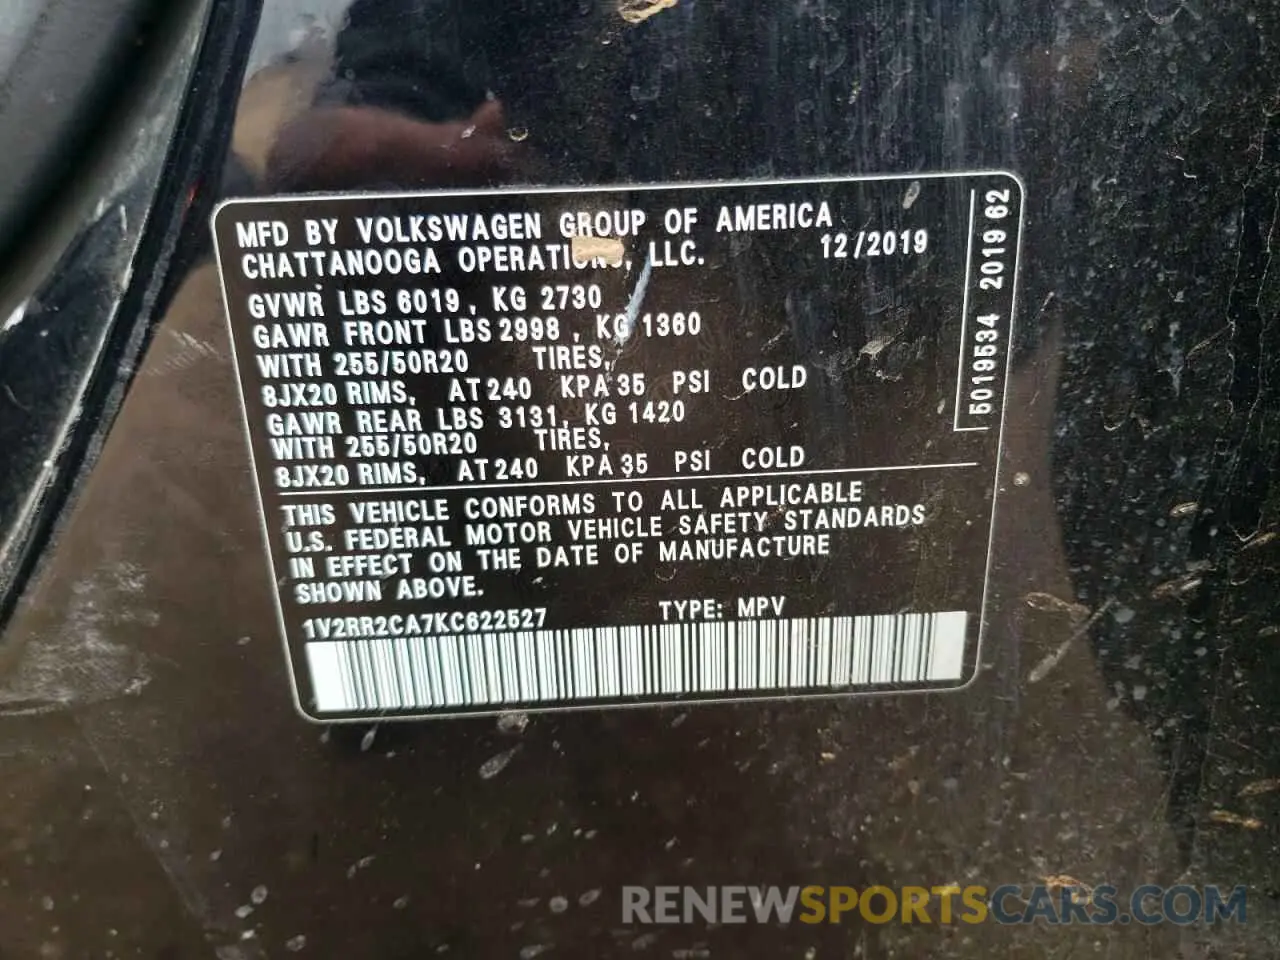 MFD BY VOLKSWAGEN GROUP OF AMERICA
CHATTANOOGA OPERATIONS, LLC. 12/2019
GVWR LBS 6019, KG 2730
GAWR FRONT LBS 2998, KG 1360
WITH 255/50R20 TIRES,
8JX20 RIMS, AT 240 KPA 35 PSI COLD
GAWR REAR LBS 3131, KG 1420
WITH 255/50R20 TIRES,
8JX20 RIMS, AT 240 KPA 35 PSI COLD
THIS VEHICLE CONFORMS TO ALL APPLICABLE
U.S. FEDERAL MOTOR VEHICLE SAFETY STANDARDS
IN EFFECT ON THE DATE OF MANUFACTURE
SHOWN ABOVE.
1V2RR2CA7KC622527 TYPE: MPV
5019534 2019 62
RENEWSPORTSCARS.COM